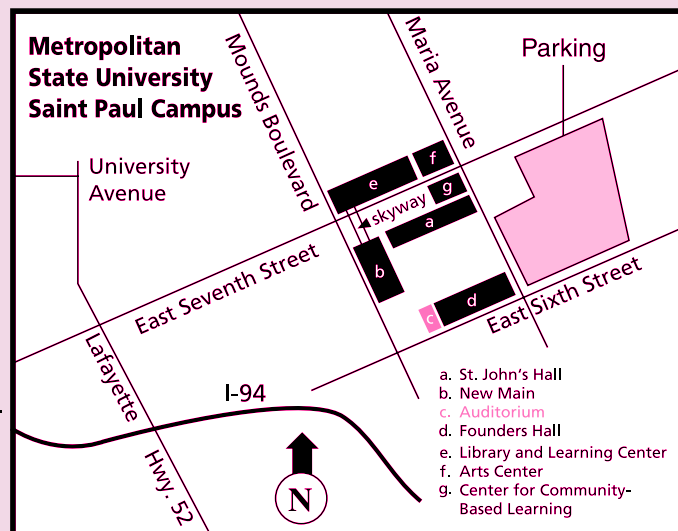 Metropolitan
State University
Saint Paul Campus
Mounds Boulevard
Maria Avenue
Parking
University
Avenue
f
e
g
skyway
a
b
East Seventh Street
d
c
East Sixth Street
Lafayette
I-94
Hwy. 52
N
a. St. John's Hall
b. New Main
c. Auditorium
d. Founders Hall
e. Library and Learning Center
f. Arts Center
g. Center for Community-
Based Learning